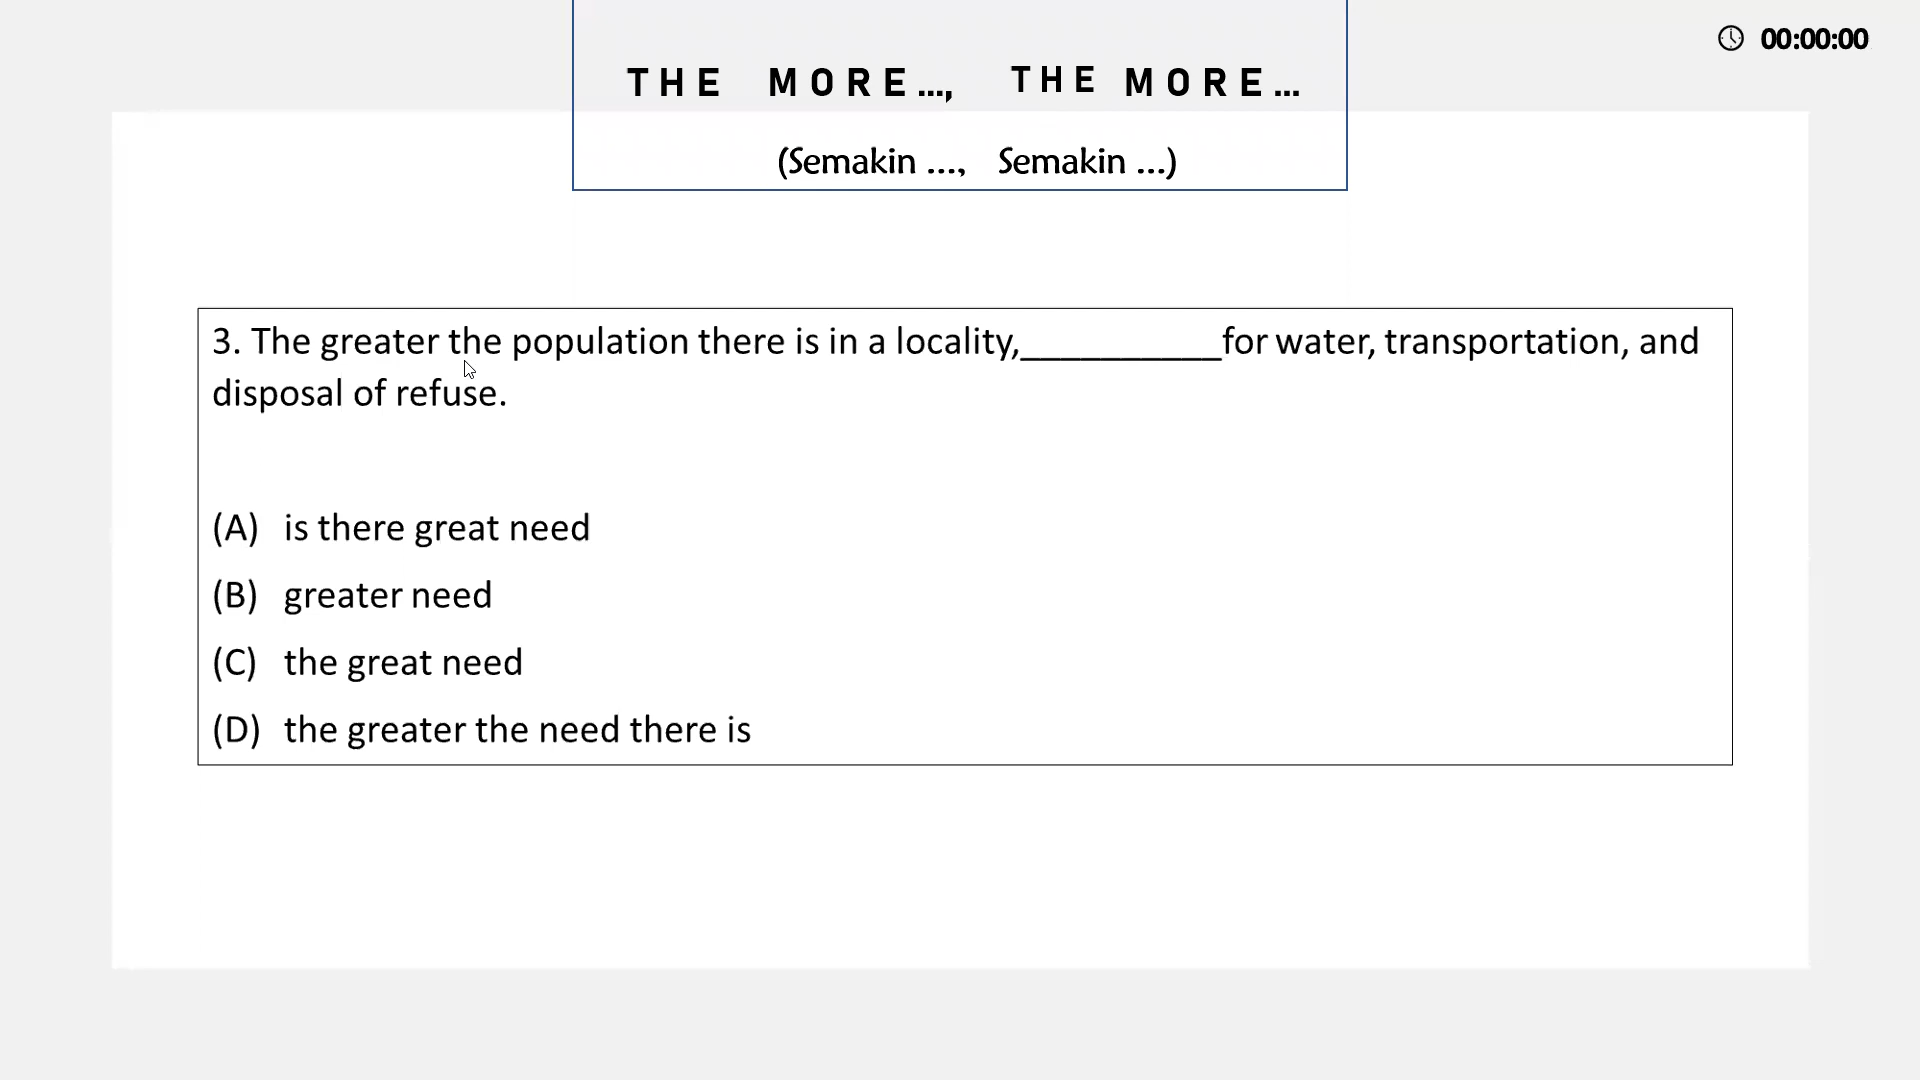 00:00:00
THE MORE..., THE MORE...
(Semakin ..., Semakin ...)
3. The greater the population there is in a locality,__________for water, transportation, and
disposal of refuse.
(A) is there great need
(B) greater need
(C) the great need
(D) the greater the need there is